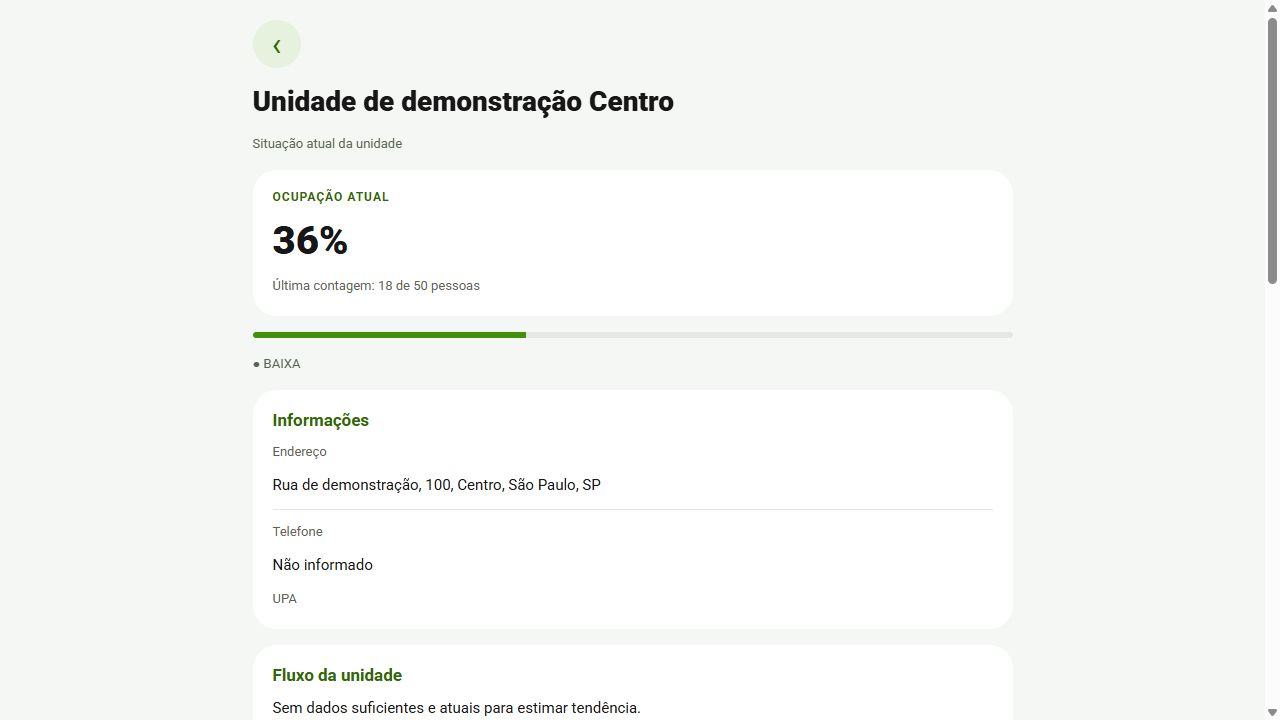 ‹
Unidade de demonstração Centro
Situação atual da unidade
OCUPAÇÃO ATUAL
36%
Última contagem: 18 de 50 pessoas
● BAIXA
Informações
Endereço
Rua de demonstração, 100, Centro, São Paulo, SP
Telefone
Não informado
UPA
Fluxo da unidade
Sem dados suficientes e atuais para estimar tendência.